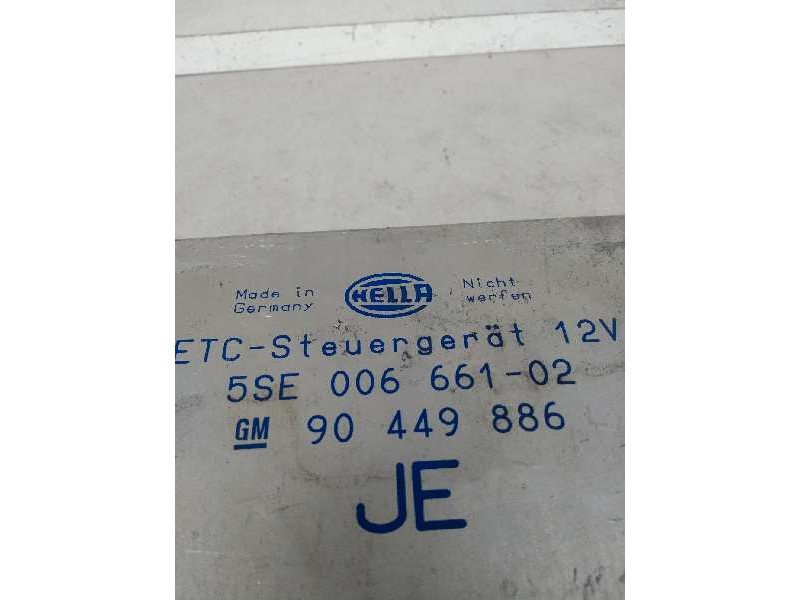 Made in Germany
HELLA
Nicht werfen
ETC-Steuergerät 12V
5SE 006 661-02
GM 90 449 886
JE